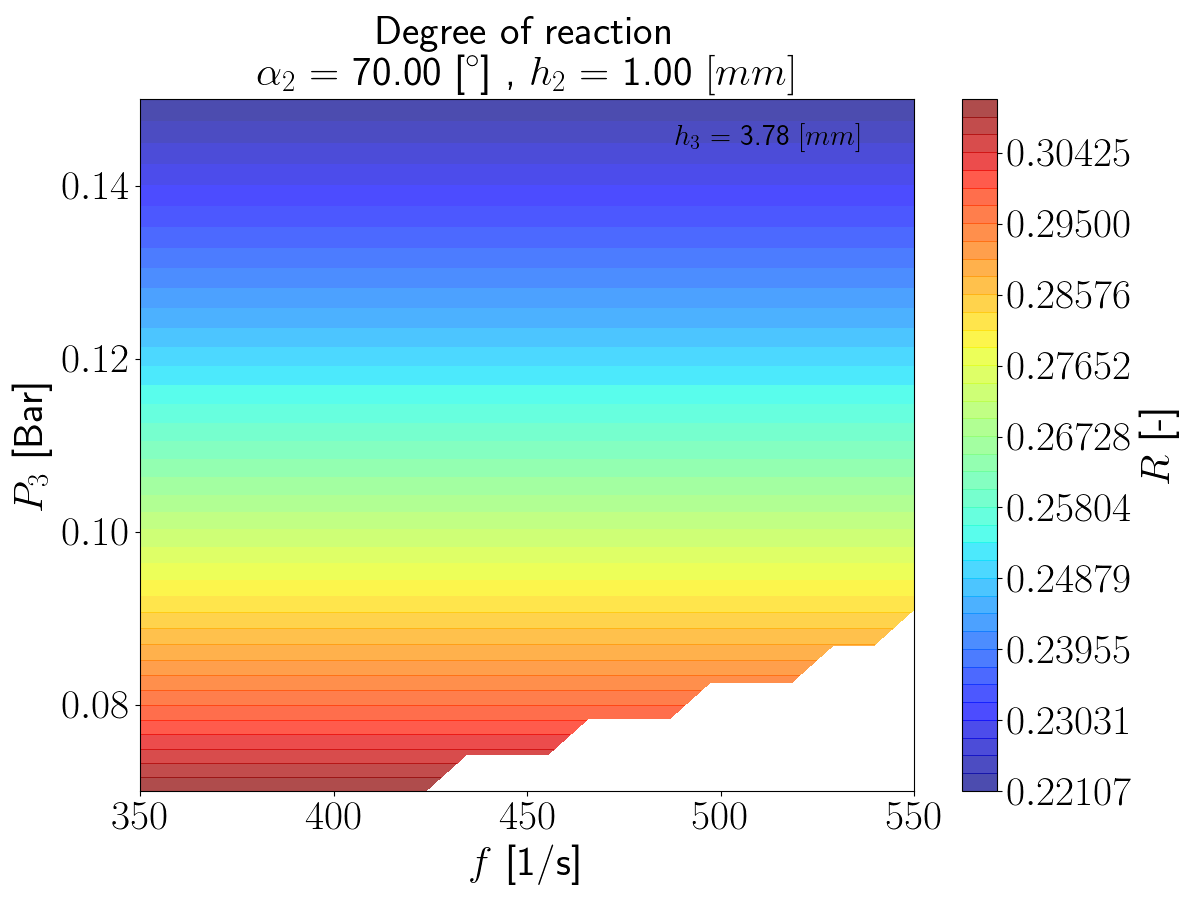 Degree of reaction
α₂ = 70.00 [°] , h₂ = 1.00 [mm]
h₃ = 3.78 [mm]
0.14
0.12
0.10
0.08
P₃ [Bar]
350 400 450 500 550
f [1/s]
0.30425
0.29500
0.28576
0.27652
0.26728
0.25804
0.24879
0.23955
0.23031
0.22107
R [-]